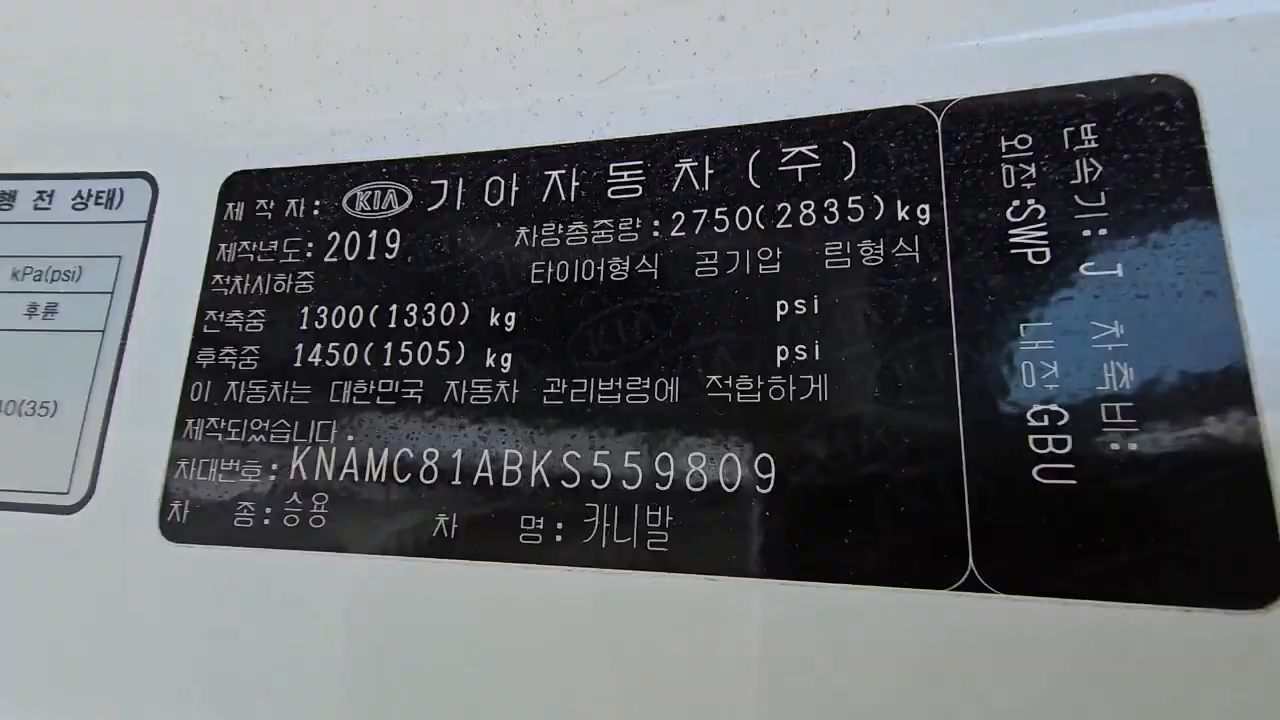 행 전 상태)
kPa(psi)
후륜
40(35)
제작자: KIA 기아자동차(주)
제작년도: 2019 차량총중량: 2750(2835)kg
적차시하중 타이어형식 공기압 림형식
전축중 1300(1330) kg psi
후축중 1450(1505) kg psi
이 자동차는 대한민국 자동차 관리법령에 적합하게
제작되었습니다.
차대번호: KNAMC81ABKS559809
차 종: 승용 차 명: 카니발
변속기: J 차축비:
외장:SWP 내장:GBU